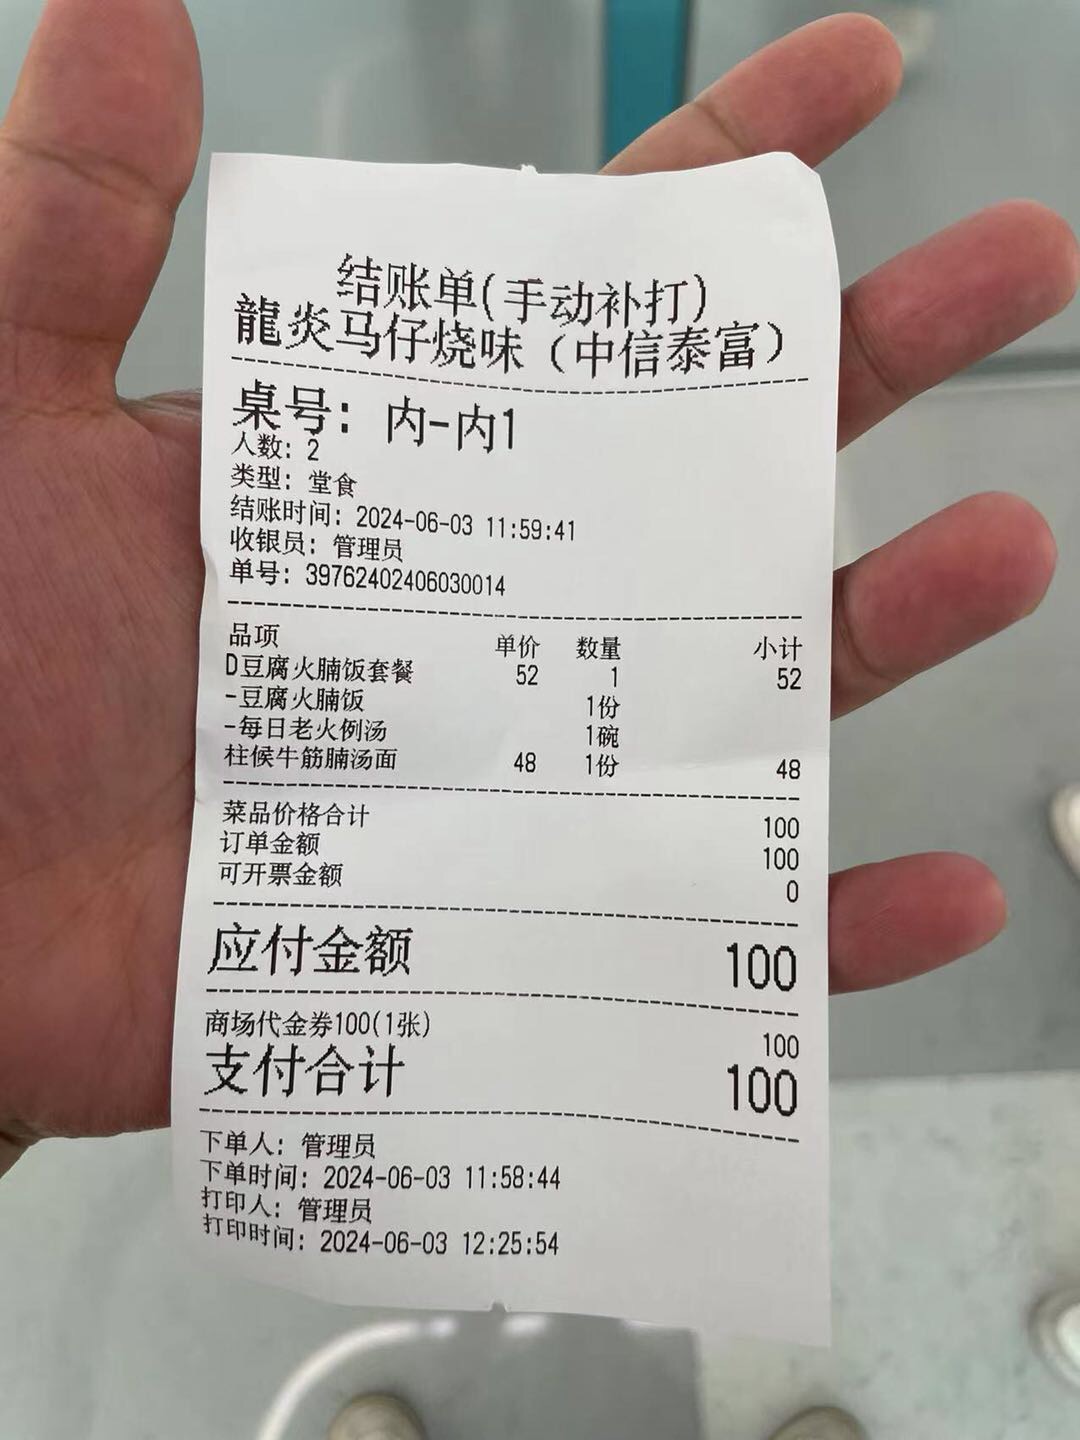 结账单(手动补打)
龍炎马仔烧味（中信泰富）
桌号: 内-内1
人数: 2
类型: 堂食
结账时间: 2024-06-03 11:59:41
收银员: 管理员
单号: 39762402406030014
品项 单价 数量 小计
D豆腐火腩饭套餐 52 1 52
-豆腐火腩饭 1份
-每日老火例汤 1碗
柱候牛筋腩汤面 48 1份 48
菜品价格合计 100
订单金额 100
可开票金额 0
应付金额 100
商场代金券100(1张) 100
支付合计 100
下单人: 管理员
下单时间: 2024-06-03 11:58:44
打印人: 管理员
打印时间: 2024-06-03 12:25:54